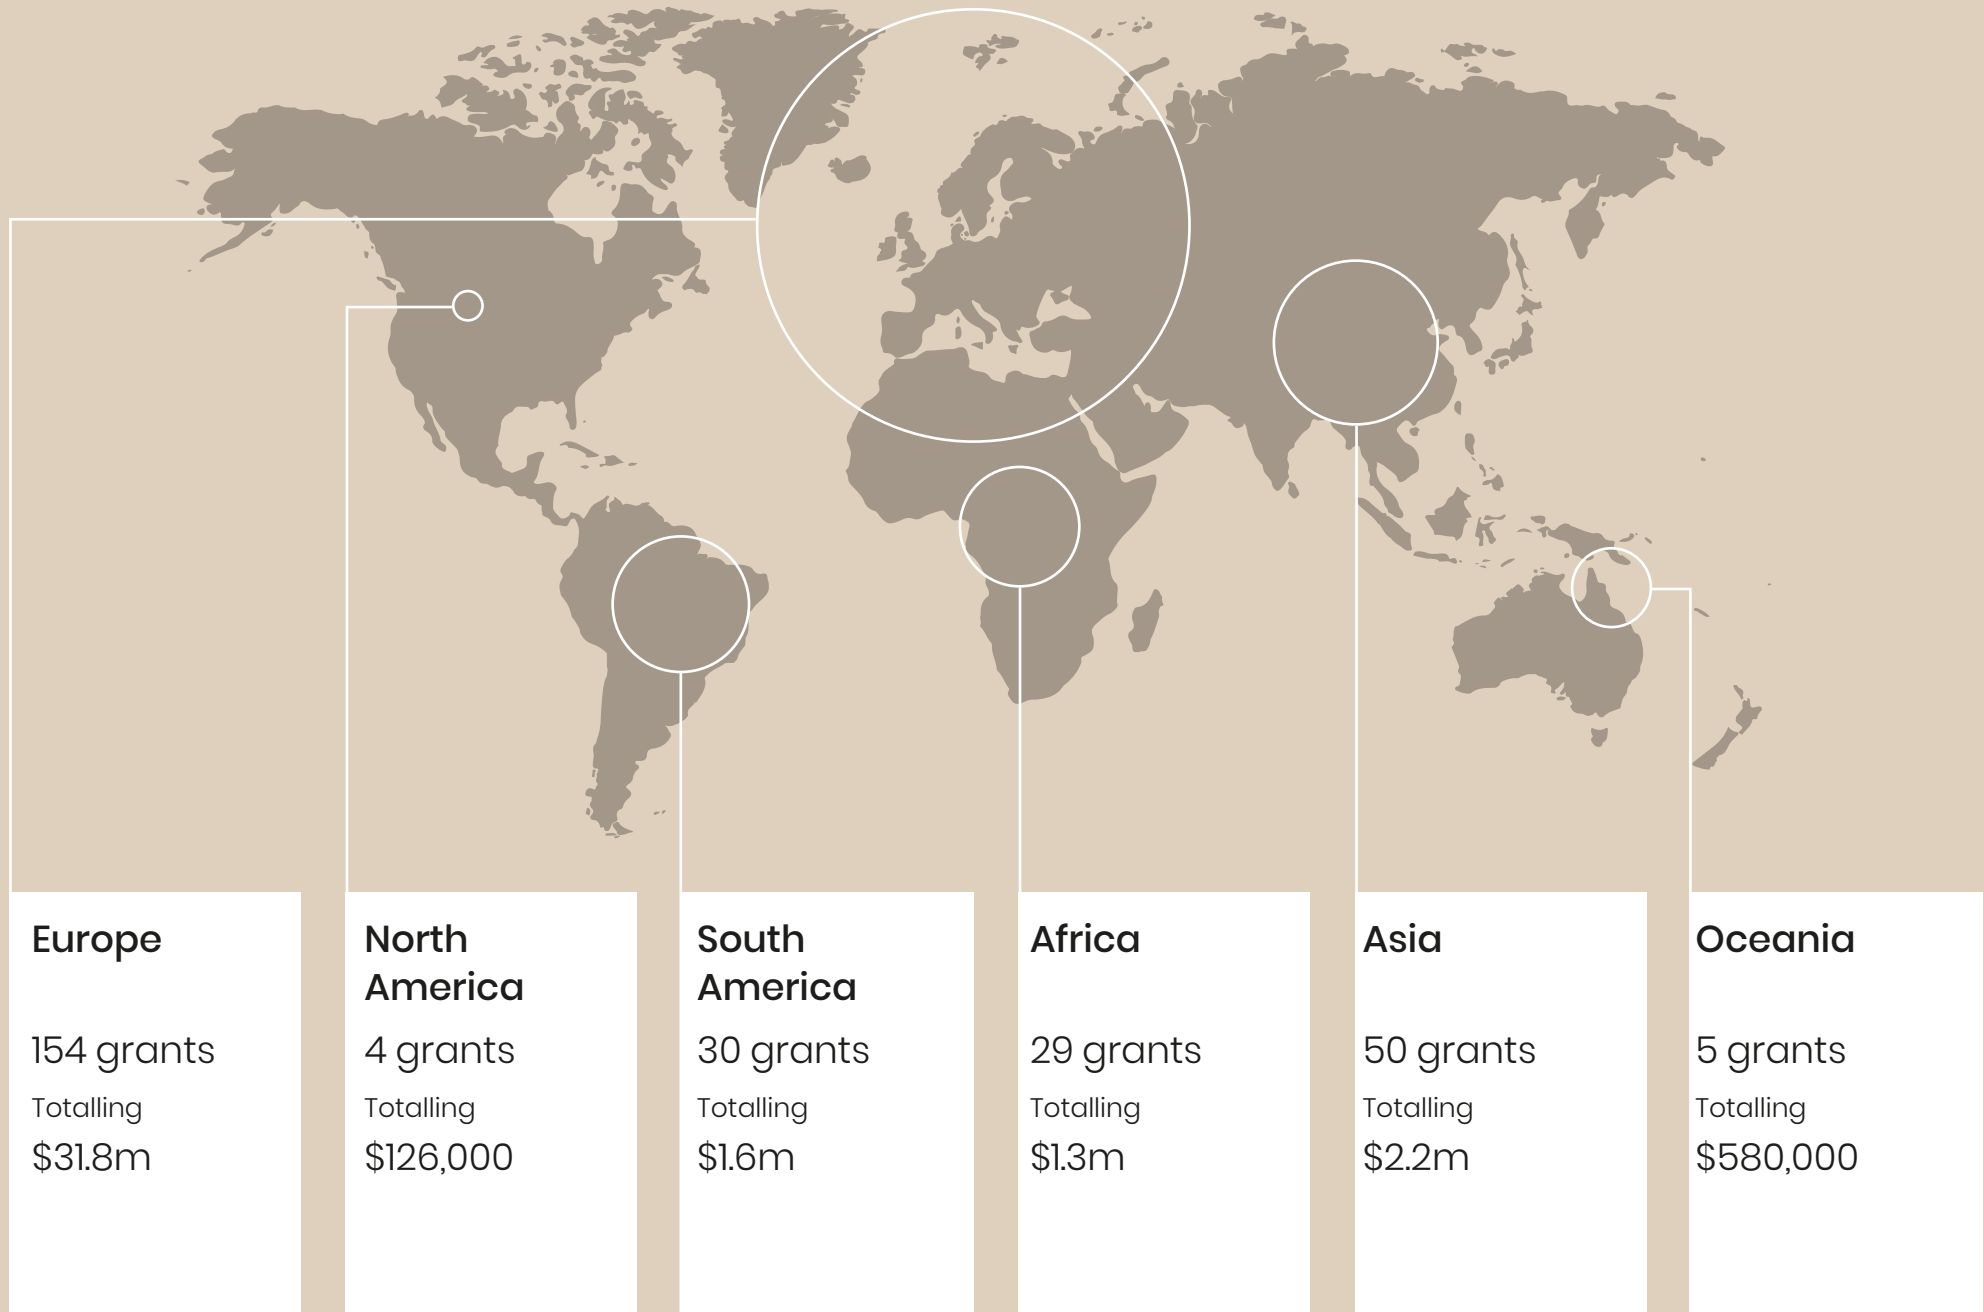 Europe
154 grants
Totalling
$31.8m
North
America
4 grants
Totalling
$126,000
South
America
30 grants
Totalling
$1.6m
Africa
29 grants
Totalling
$1.3m
Asia
50 grants
Totalling
$2.2m
Oceania
5 grants
Totalling
$580,000